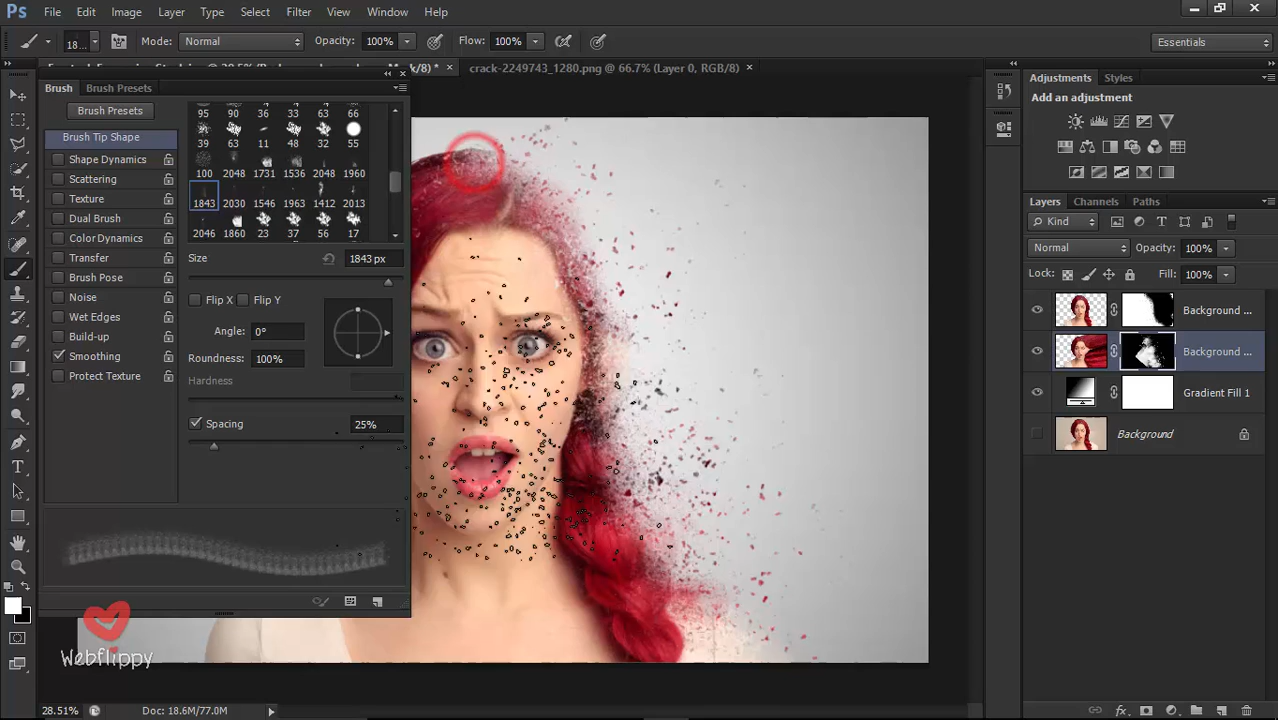 Ps File Edit Image Layer Type Select Filter View Window Help
18... Mode: Normal Opacity: 100% Flow: 100% Essentials
k/8) * × crack-2249743_1280.png @ 66.7% (Layer 0, RGB/8) ×
Brush Brush Presets
Brush Presets
Brush Tip Shape
Shape Dynamics
Scattering
Texture
Dual Brush
Color Dynamics
Transfer
Brush Pose
Noise
Wet Edges
Build-up
Smoothing
Protect Texture
95 90 36 33 63 66
39 63 11 48 32 55
100 2048 1731 1536 2048 1960
1843 2030 1546 1963 1412 2013
2046 1860 23 37 56 17
Size 1843 px
Flip X Flip Y
Angle: 0°
Roundness: 100%
Hardness
Spacing 25%
Webflippy
Adjustments Styles
Add an adjustment
Layers Channels Paths
Kind
Normal Opacity: 100%
Lock: Fill: 100%
Background ...
Background ...
Gradient Fill 1
Background
28.51% Doc: 18.6M/77.0M